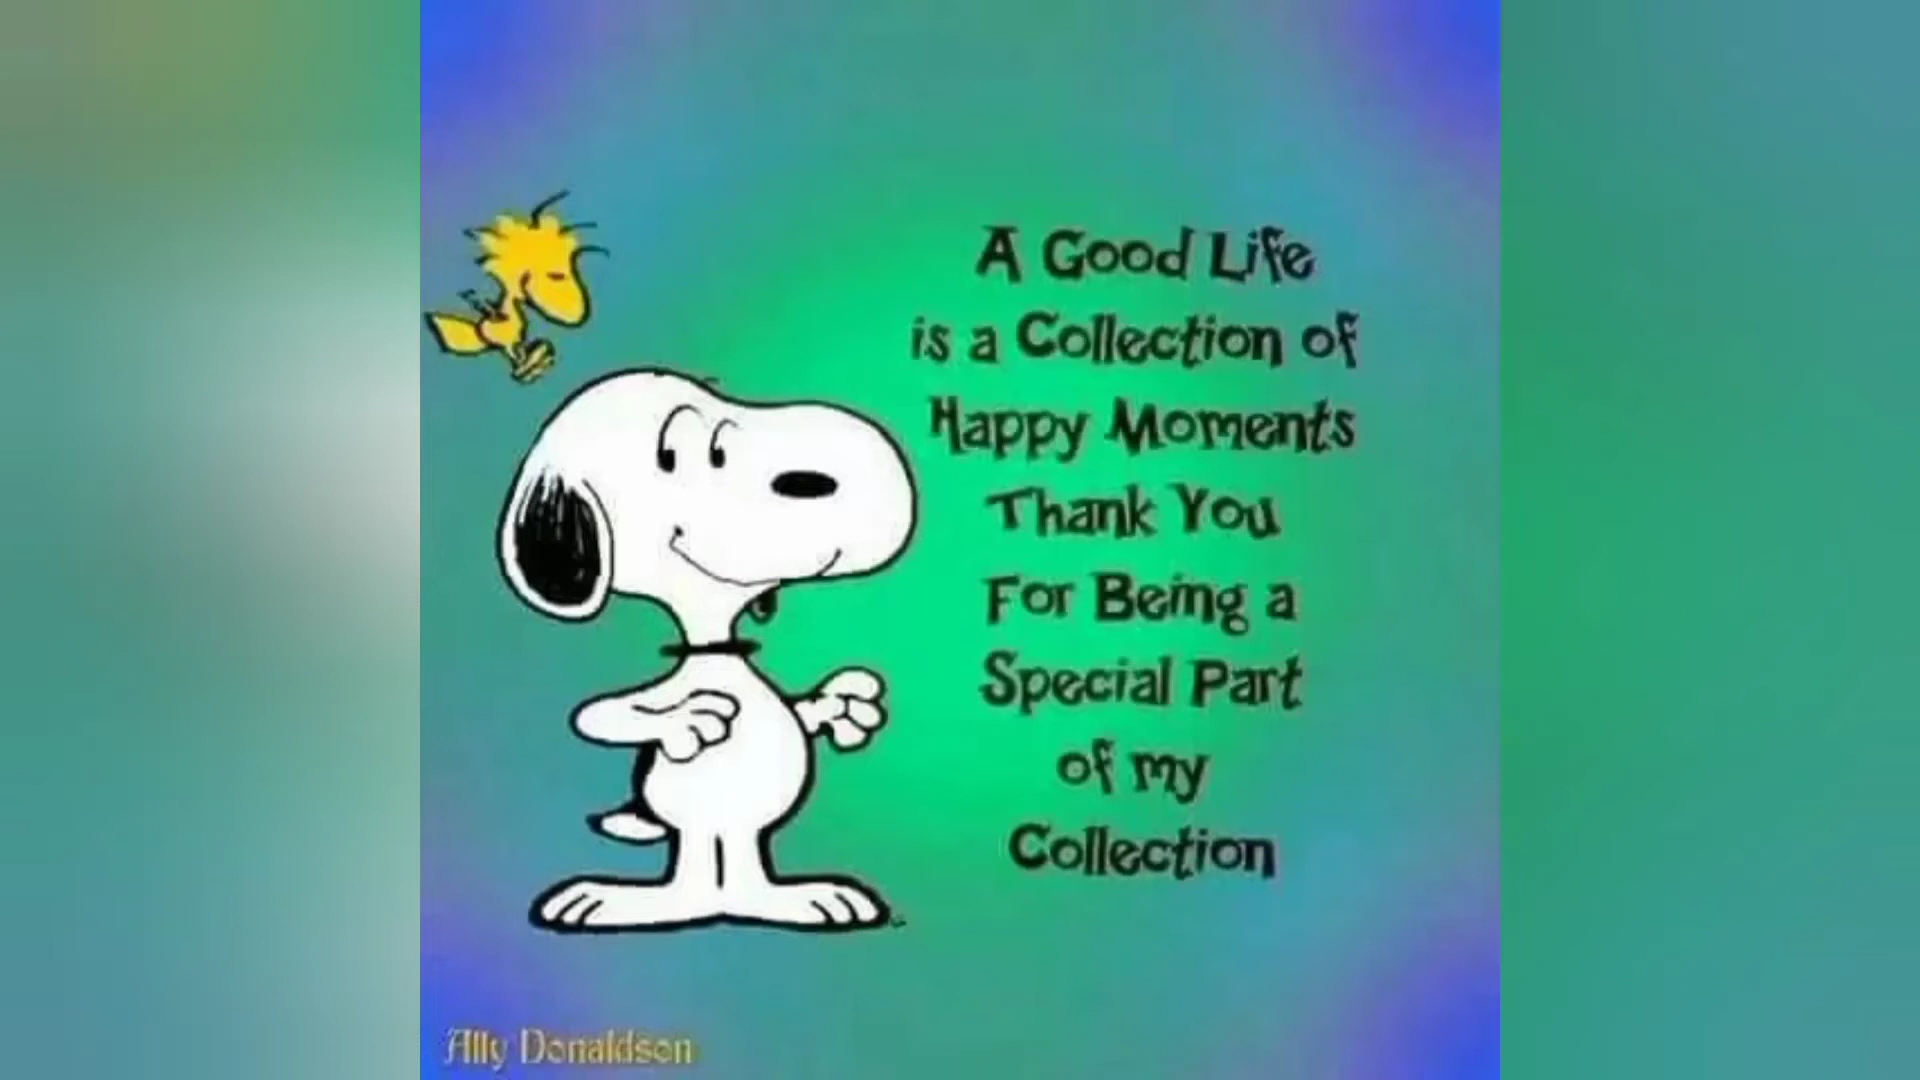 A Good Life
is a Collection of
Happy Moments
Thank You
For Being a
Special Part
of my
Collection
Ally Donaldson